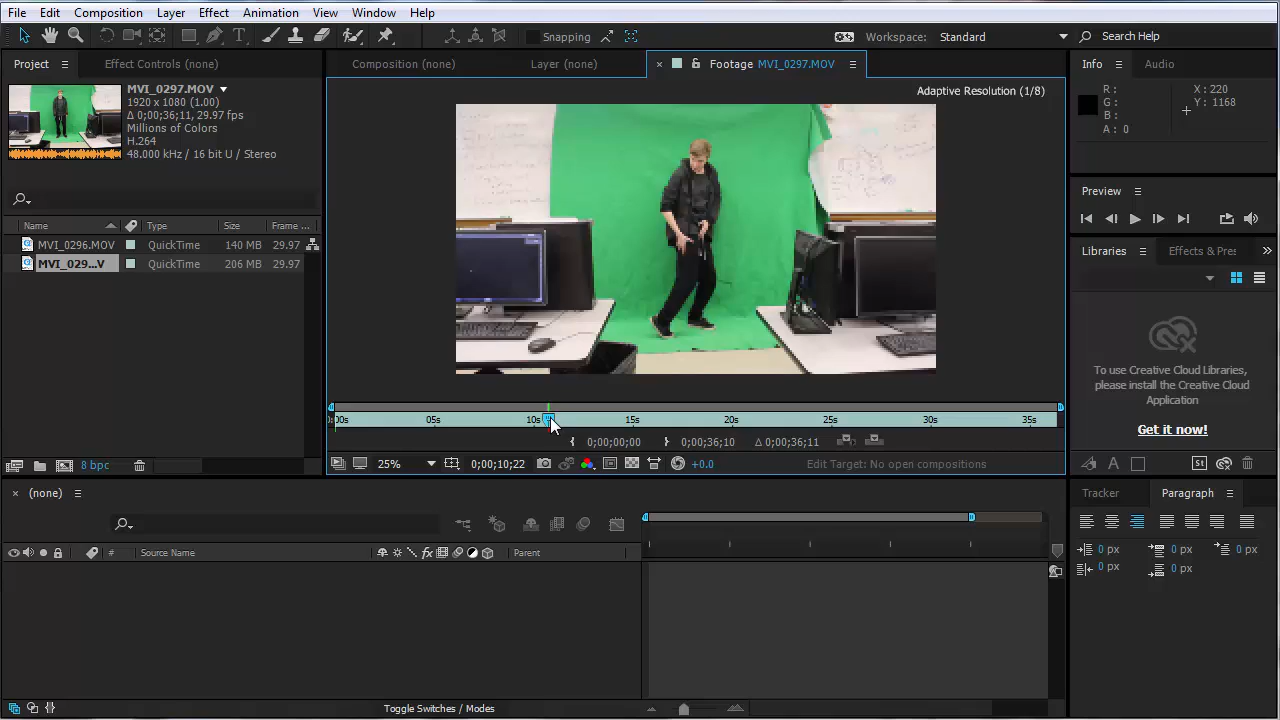 File Edit Composition Layer Effect Animation View Window Help
Snapping Workspace: Standard Search Help
Project Effect Controls (none) Composition (none) Layer (none) × Footage MVI_0297.MOV Info Audio
MVI_0297.MOV
1920 x 1080 (1.00)
Δ 0;00;36;11, 29.97 fps
Millions of Colors
H.264
48.000 kHz / 16 bit U / Stereo
Adaptive Resolution (1/8)
R :
G :
B :
A : 0
X : 220
Y : 1168
Preview
Name Type Size Frame ...
MVI_0296.MOV QuickTime 140 MB 29.97
MVI_029...V QuickTime 206 MB 29.97
Libraries Effects & Pres
To use Creative Cloud Libraries,
please install the Creative Cloud
Application
Get it now!
00s 05s 10s 15s 20s 25s 30s 35s
0;00;00;00 0;00;36;10 Δ 0;00;36;11
8 bpc 25% 0;00;10;22 +0.0 Edit Target: No open compositions
A St
× (none) Tracker Paragraph
# Source Name fx Parent
0 px 0 px 0 px
0 px 0 px
Toggle Switches / Modes